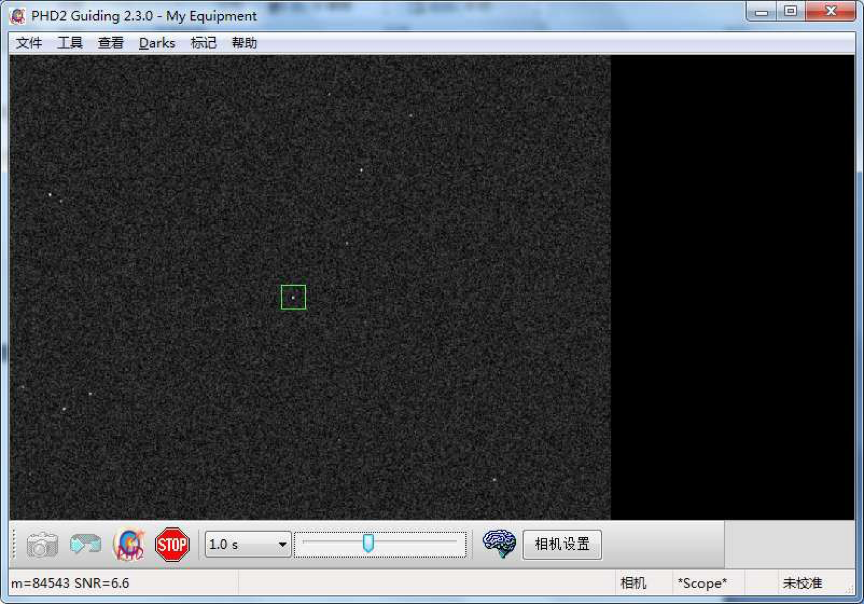 PHD2 Guiding 2.3.0 - My Equipment
文件 工具 查看 Darks 标记 帮助
PHD STOP 1.0 s 相机设置
m=84543 SNR=6.6 相机 *Scope* 未校准